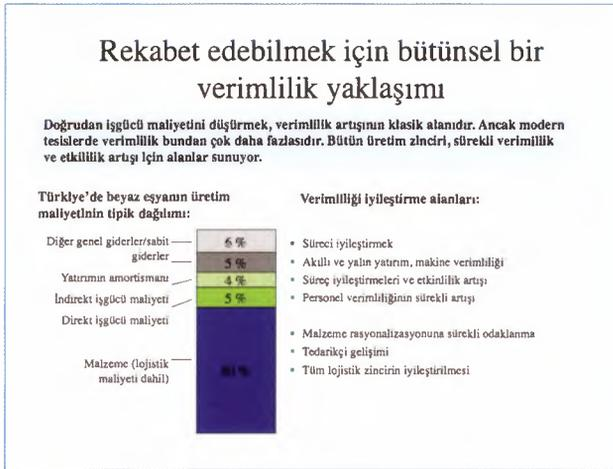 Rekabet edebilmek için bütünsel bir
verimlilik yaklaşımı
Doğrudan işgücü maliyetini düşürmek, verimlilik artışının klasik alanıdır. Ancak modern
tesislerde verimlilik bundan çok daha fazlasıdır. Bütün üretim zinciri, sürekli verimlilik
ve etkililik artışı için alanlar sunuyor.
Türkiye'de beyaz eşyanın üretim
maliyetinin tipik dağılımı:
Diğer genel giderler/sabit
giderler
Yatırımın amortismanı
İndirekt işgücü maliyeti
Direkt işgücü maliyeti
Malzeme (lojistik
maliyeti dahil)
6 %
5 %
4 %
5 %
Verimliliği iyileştirme alanları:
• Süreci iyileştirmek
• Akıllı ve yalın yatırım, makine verimliliği
• Süreç iyileştirmeleri ve etkinlilik artışı
• Personel verimliliğinin sürekli artışı
• Malzeme rasyonalizasyonuna sürekli odaklanma
• Tedarikçi gelişimi
• Tüm lojistik zincirin iyileştirilmesi